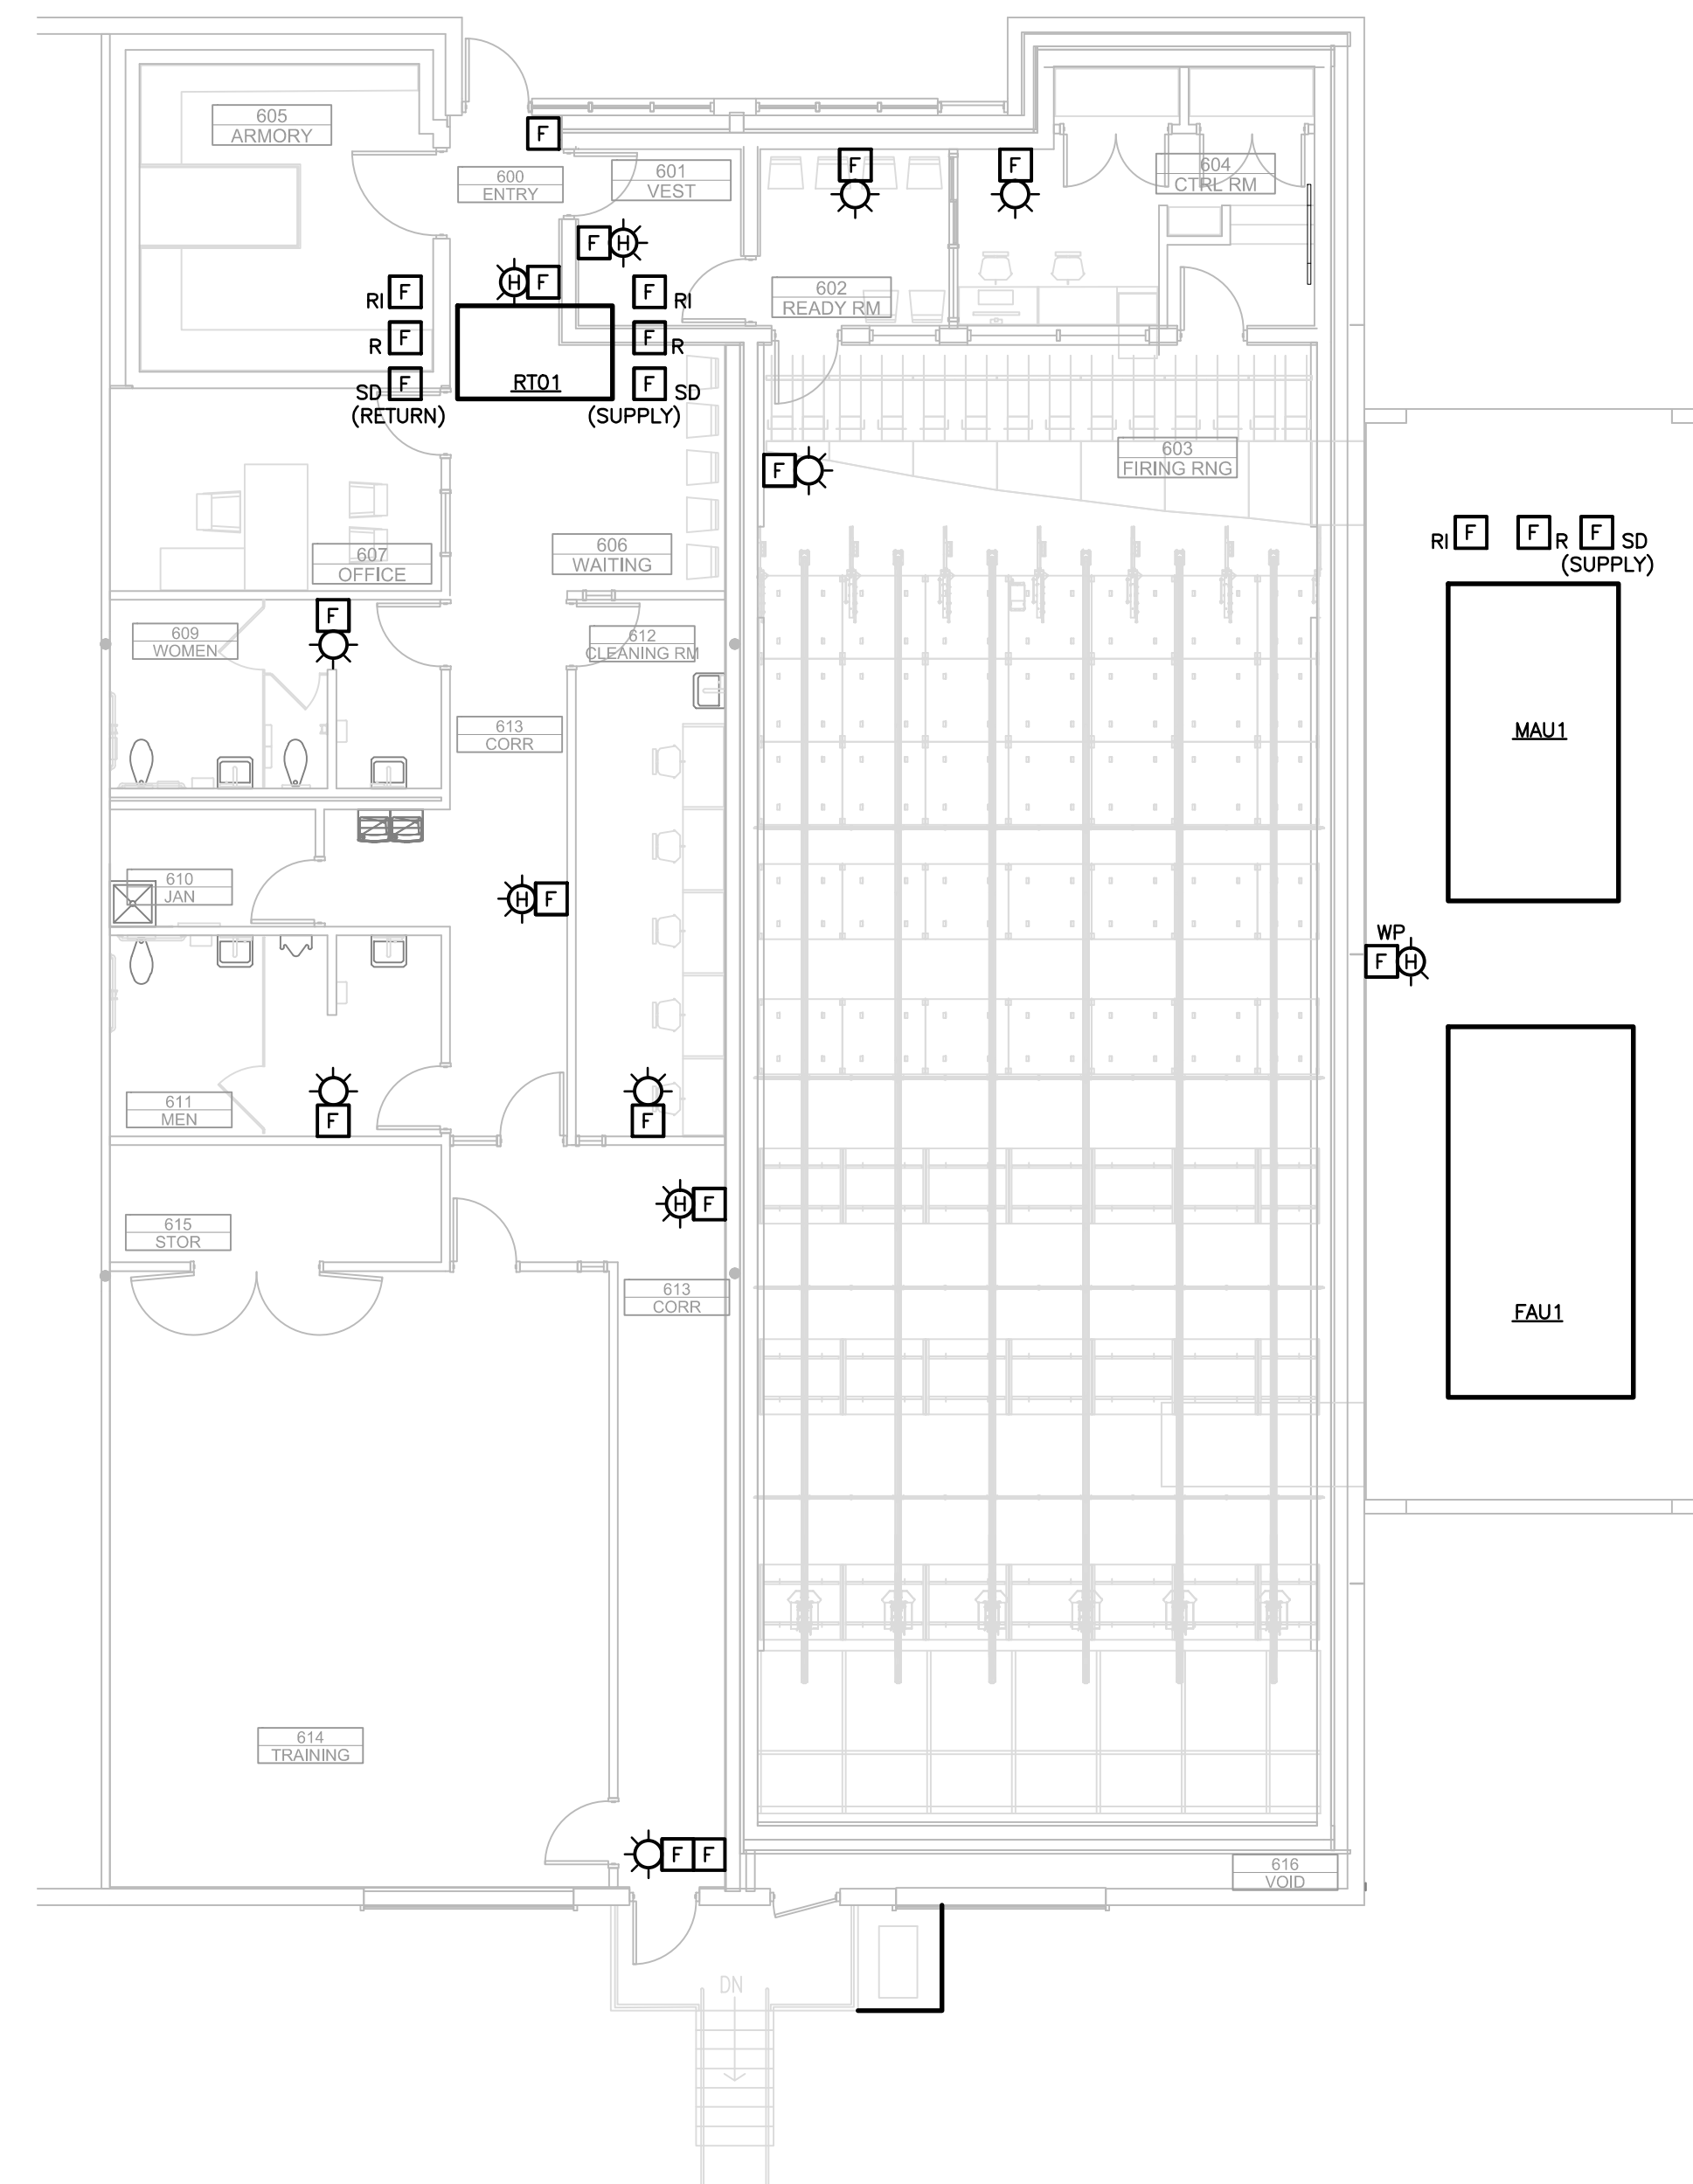 605
ARMORY
F
600
ENTRY
601
VEST
F
F
604
CTRL RM
F H
H F
RI F
F RI
602
READY RM
R F
F R
SD F
(RETURN)
RTO1
F SD
(SUPPLY)
603
FIRING RNG
F
RI F
F R
F SD
(SUPPLY)
607
OFFICE
606
WAITING
F
609
WOMEN
612
CLEANING RM
613
CORR
MAU1
610
JAN
H F
WP
F H
611
MEN
F
F
H F
615
STOR
613
CORR
FAU1
614
TRAINING
F F
616
VOID
DN